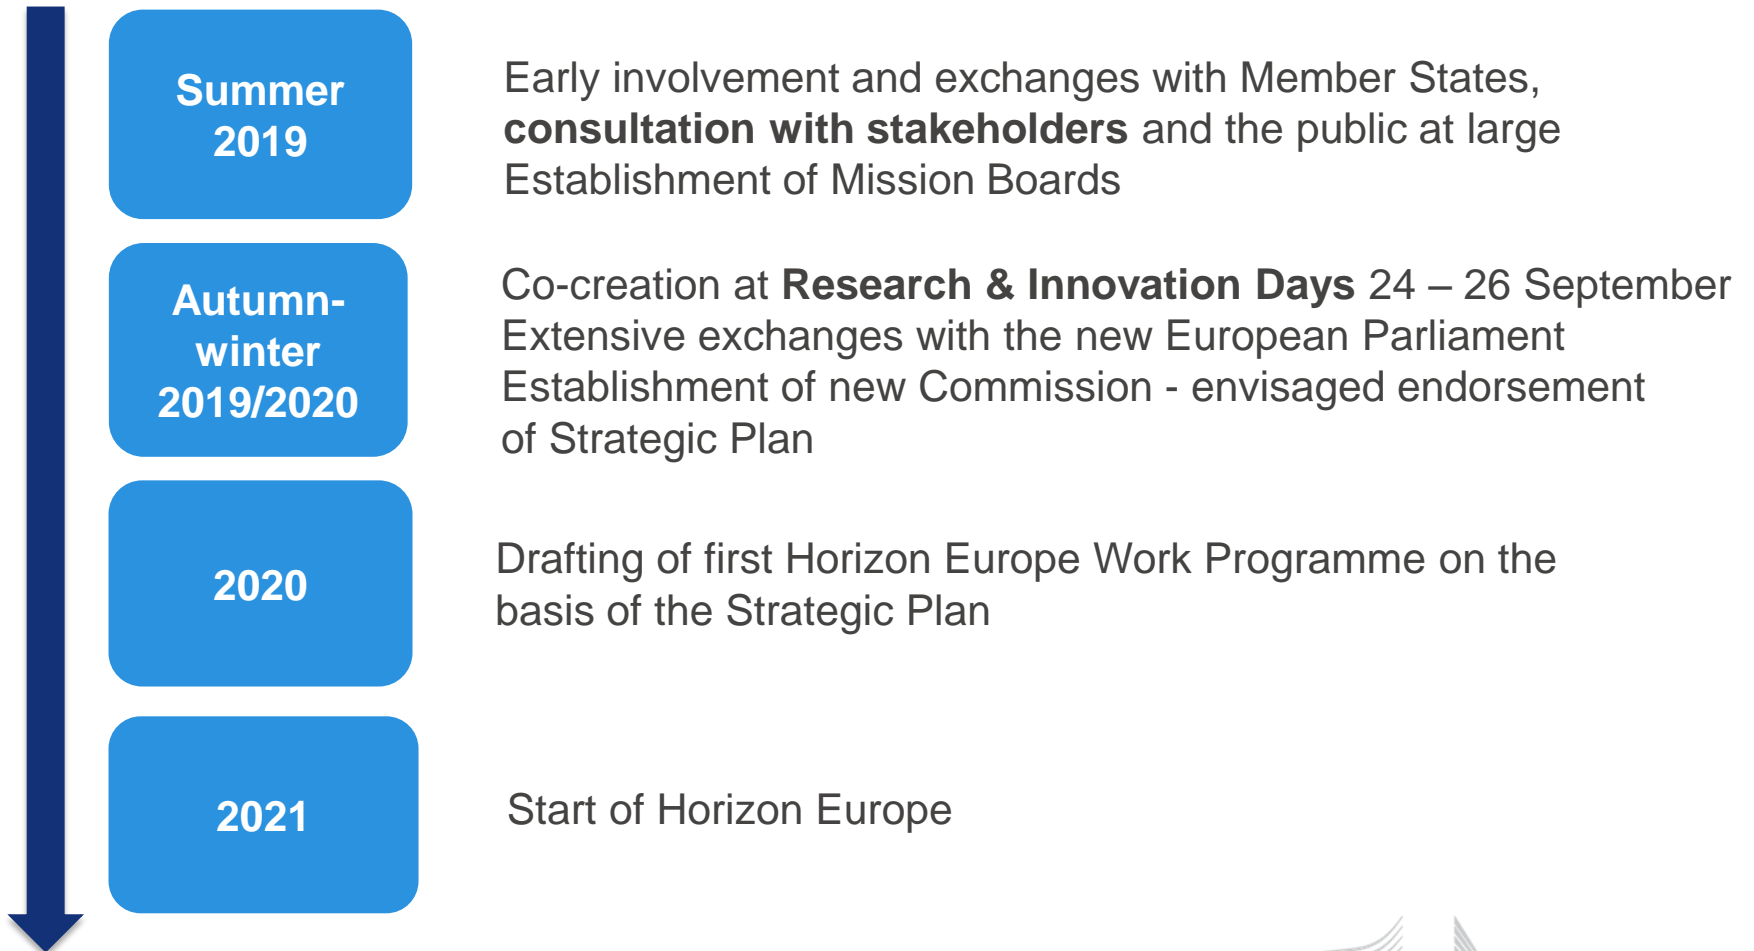 Summer
2019
Early involvement and exchanges with Member States,
consultation with stakeholders and the public at large
Establishment of Mission Boards
Autumn-
winter
2019/2020
Co-creation at Research & Innovation Days 24 – 26 September
Extensive exchanges with the new European Parliament
Establishment of new Commission - envisaged endorsement
of Strategic Plan
2020
Drafting of first Horizon Europe Work Programme on the
basis of the Strategic Plan
2021
Start of Horizon Europe